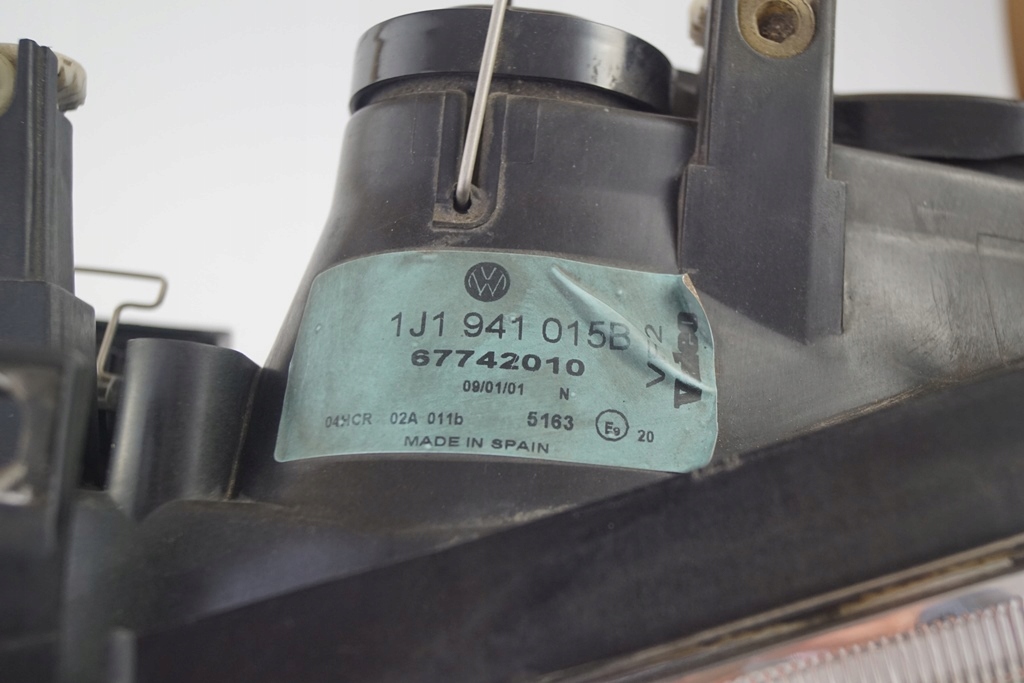 1J1 941 015B
67742010
09/01/01 N
02A 011b 5163 E9 20
MADE IN SPAIN
Valeo